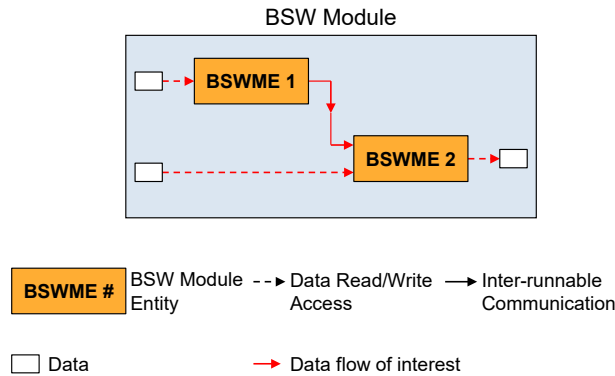 BSW Module
BSWME 1
BSWME 2
BSWME #
BSW Module
Entity
Data Read/Write
Access
Inter-runnable
Communication
Data
Data flow of interest